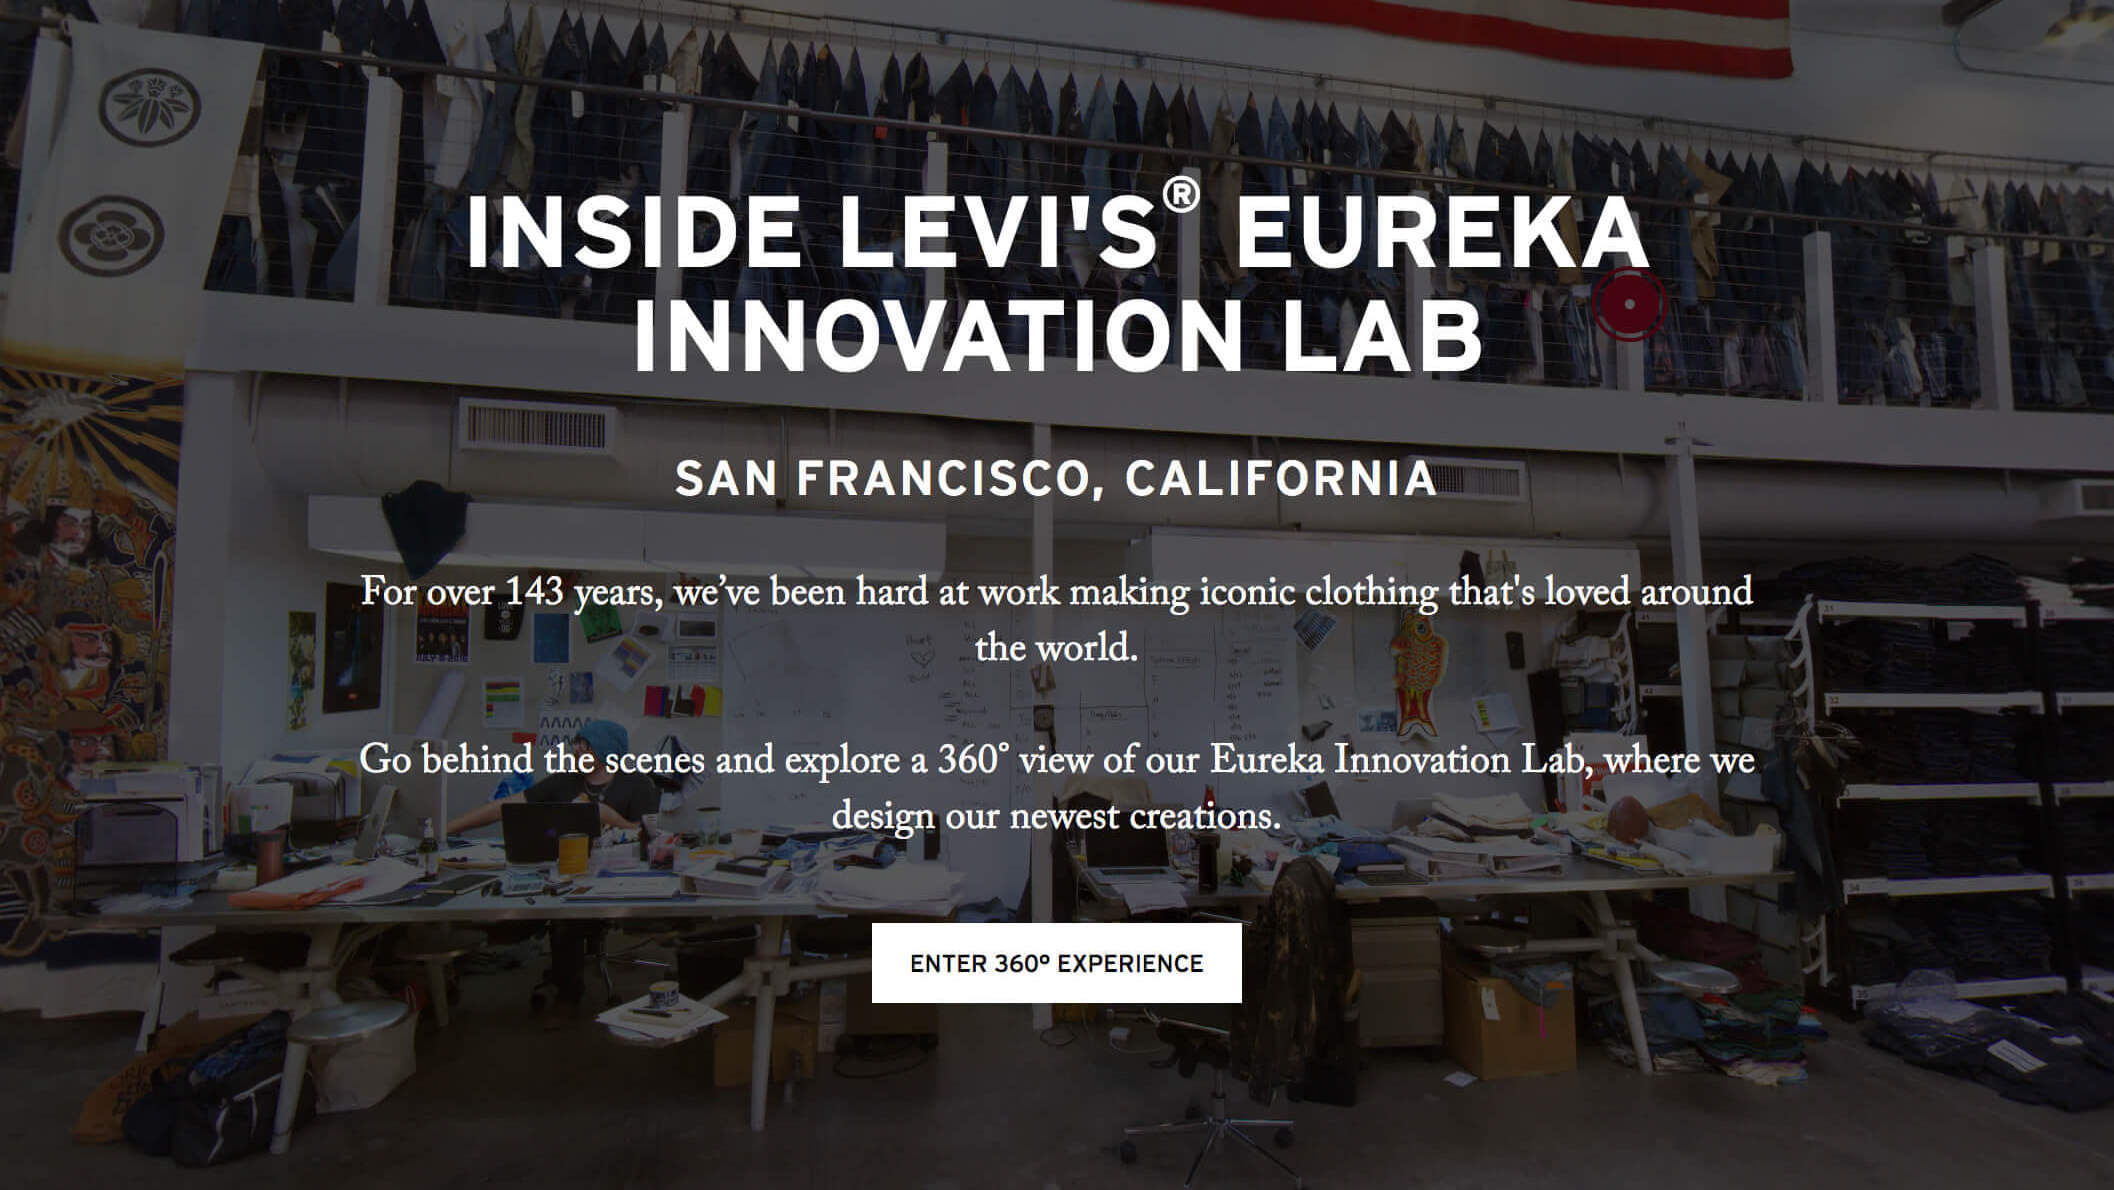 INSIDE LEVI'S® EUREKA
INNOVATION LAB
SAN FRANCISCO, CALIFORNIA
For over 143 years, we’ve been hard at work making iconic clothing that's loved around
the world.
Go behind the scenes and explore a 360° view of our Eureka Innovation Lab, where we
design our newest creations.
ENTER 360º EXPERIENCE